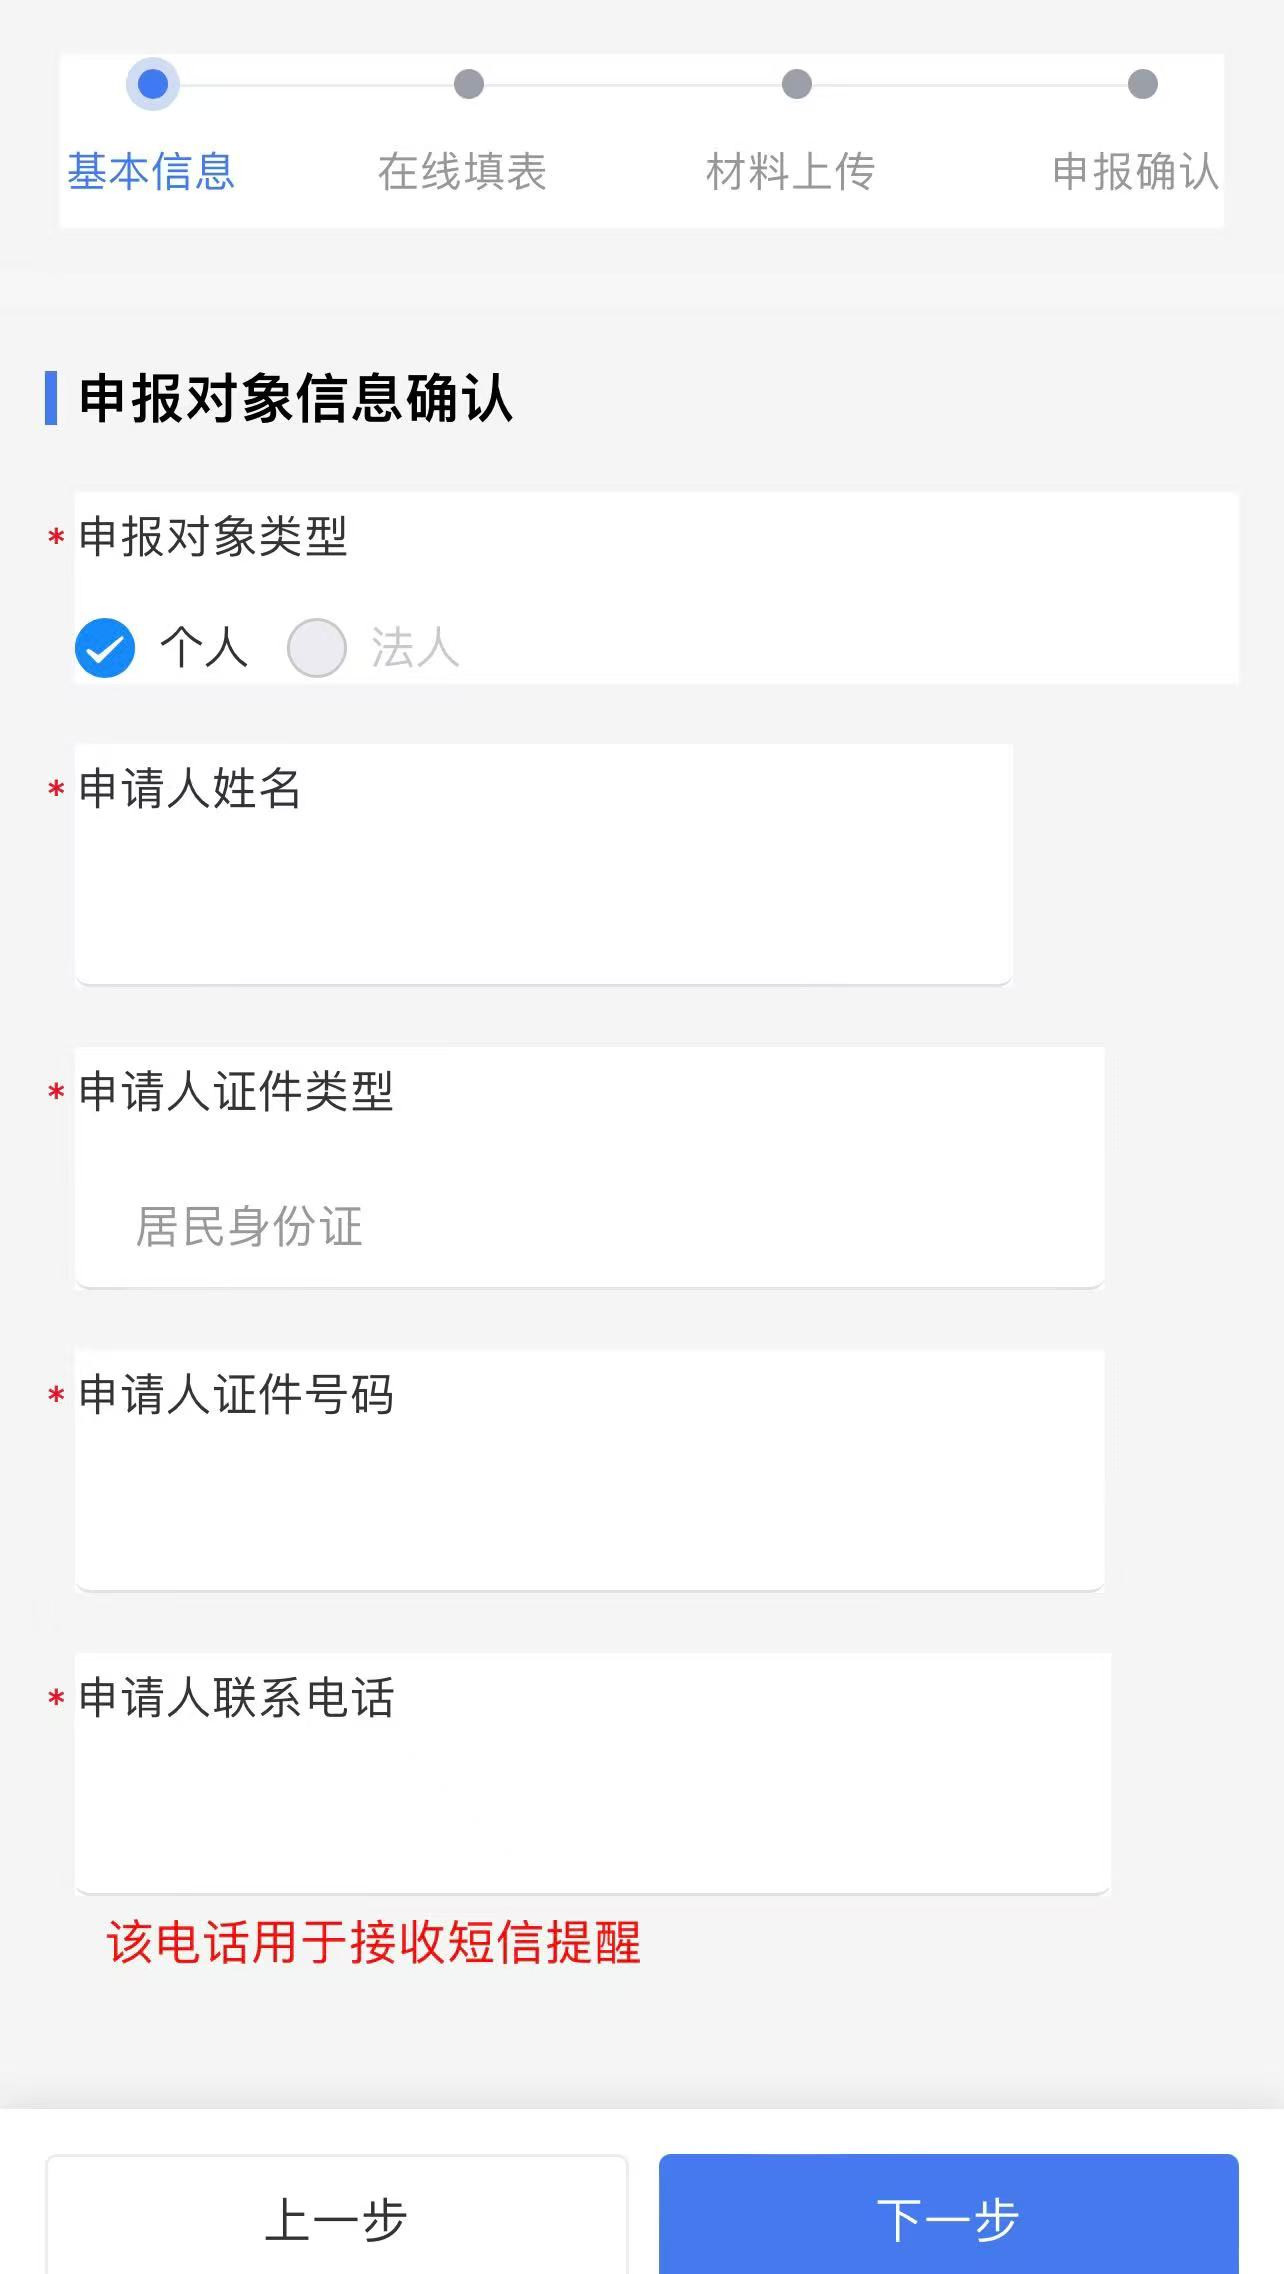 基本信息 在线填表 材料上传 申报确认
申报对象信息确认
* 申报对象类型
个人 法人
* 申请人姓名
* 申请人证件类型
居民身份证
* 申请人证件号码
* 申请人联系电话
该电话用于接收短信提醒
上一步 下一步